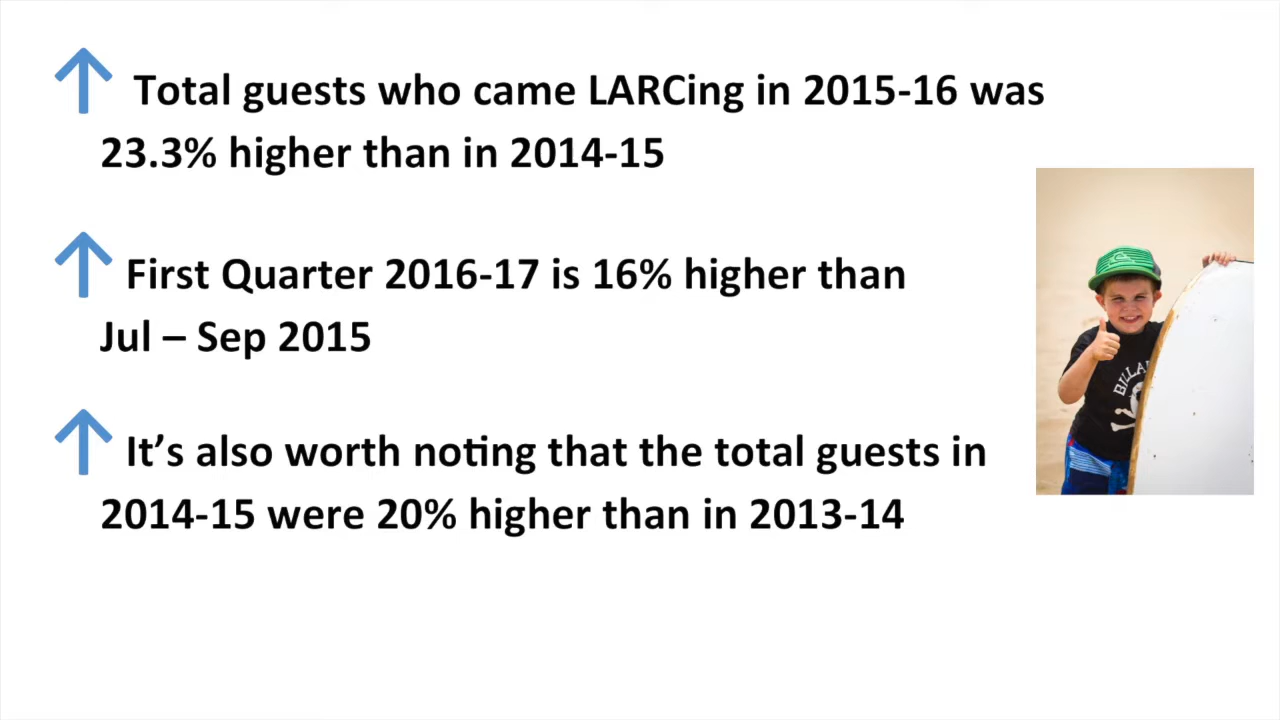 Total guests who came LARCing in 2015-16 was
23.3% higher than in 2014-15
First Quarter 2016-17 is 16% higher than
Jul – Sep 2015
It’s also worth noting that the total guests in
2014-15 were 20% higher than in 2013-14
BILLA